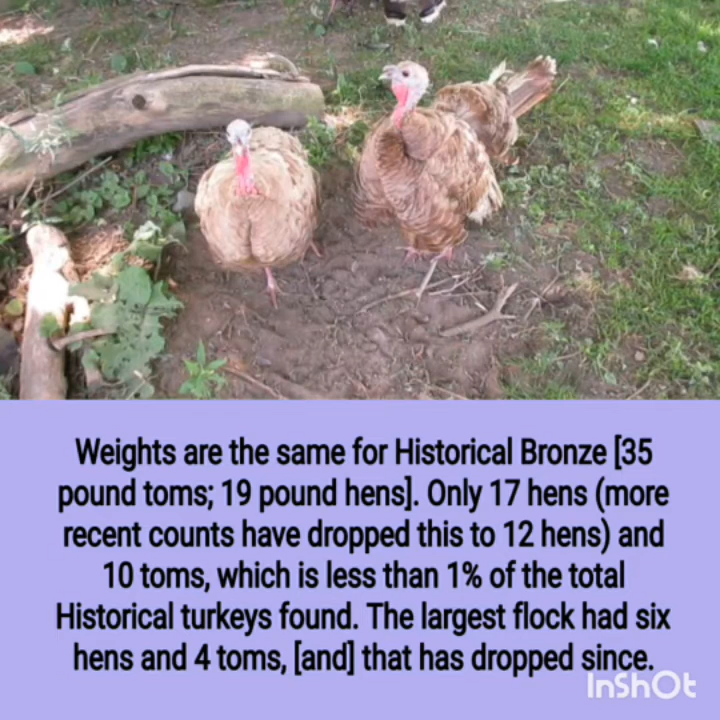 Weights are the same for Historical Bronze [35
pound toms; 19 pound hens]. Only 17 hens (more
recent counts have dropped this to 12 hens) and
10 toms, which is less than 1% of the total
Historical turkeys found. The largest flock had six
hens and 4 toms, [and] that has dropped since.
InShOt